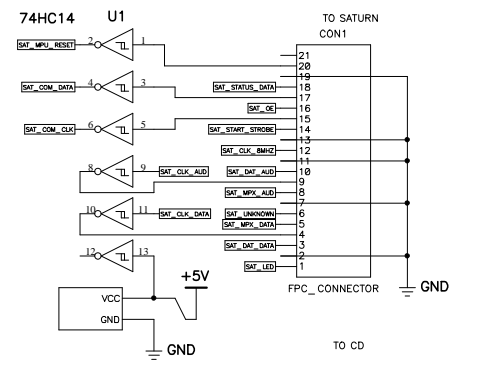 74HC14 U1 TO SATURN
CON1
SAT_MPU_RESET 2 1
21
20
19
SAT_COM_DATA 4 3 SAT_STATUS_DATA 18
17
SAT_OE 16
15
SAT_COM_CLK 6 5 SAT_START_STROBE 14
13
SAT_CLK_8MHZ 12
11
8 9 SAT_CLK_AUD SAT_DAT_AUD 10
9
SAT_MPX_AUD 8
7
10 11 SAT_CLK_DATA SAT_UNKNOWN 6
SAT_MPX_DATA 5
4
SAT_DAT_DATA 3
12 13 2
SAT_LED 1
+5V
FPC_CONNECTOR GND
VCC
GND
GND
TO CD